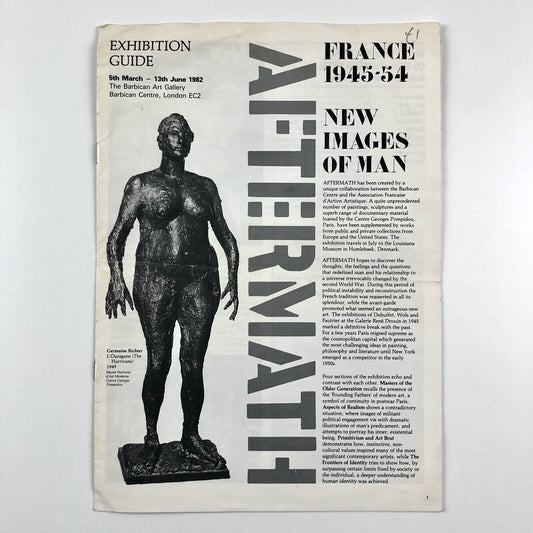 £1
EXHIBITION
GUIDE
5th March – 13th June 1982
The Barbican Art Gallery
Barbican Centre, London EC2
AFTERMATH
FRANCE
1945-54
NEW
IMAGES
OF MAN
AFTERMATH has been created by a
unique collaboration between the Barbican
Centre and the Association Francaise
d'Action Artistique. A quite unprecedented
number of paintings, sculptures and a
superb range of documentary material
loaned by the Centre Georges Pompidou,
Paris, have been supplemented by works
from public and private collections from
Europe and the United States. The
exhibition travels in July to the Louisiana
Museum in Humlebaek, Denmark.
AFTERMATH hopes to discover the
thoughts, the feelings and the questions
that redefined man and his relationship to
a universe irrevocably changed by the
second World War. During this period of
political instability and reconstruction the
French tradition was reasserted in all its
splendour, while the avant-garde
promoted what seemed an outrageous new
art. The exhibitions of Dubuffet, Wols and
Fautrier at the Galerie René Drouin in 1945
marked a definitive break with the past.
For a few years Paris reigned supreme as
the cosmopolitan capital which generated
the most challenging ideas in painting,
philosophy and literature until New York
emerged as a competitor in the early
1950s.
Four sections of the exhibition echo and
contrast with each other. Masters of the
Older Generation recalls the presence of
the 'Founding Fathers' of modern art, a
symbol of continuity in postwar Paris.
Aspects of Realism shows a contradictory
situation, where images of militant
political engagement vie with dramatic
illustrations of man's predicament, and
attempts to portray his inner, existential
being. Primitivism and Art Brut
demonstrates how, instinctive, non-
cultural values inspired many of the most
significant contemporary artists, while The
Frontiers of Identity tries to show how, by
surpassing certain limits fixed by society or
the individual, a deeper understanding of
human identity was achieved.
Germaine Richier
L'Ouragane (The
Hurricane)
1949
Musée National
d'Art Moderne
Centre Georges
Pompidou
1